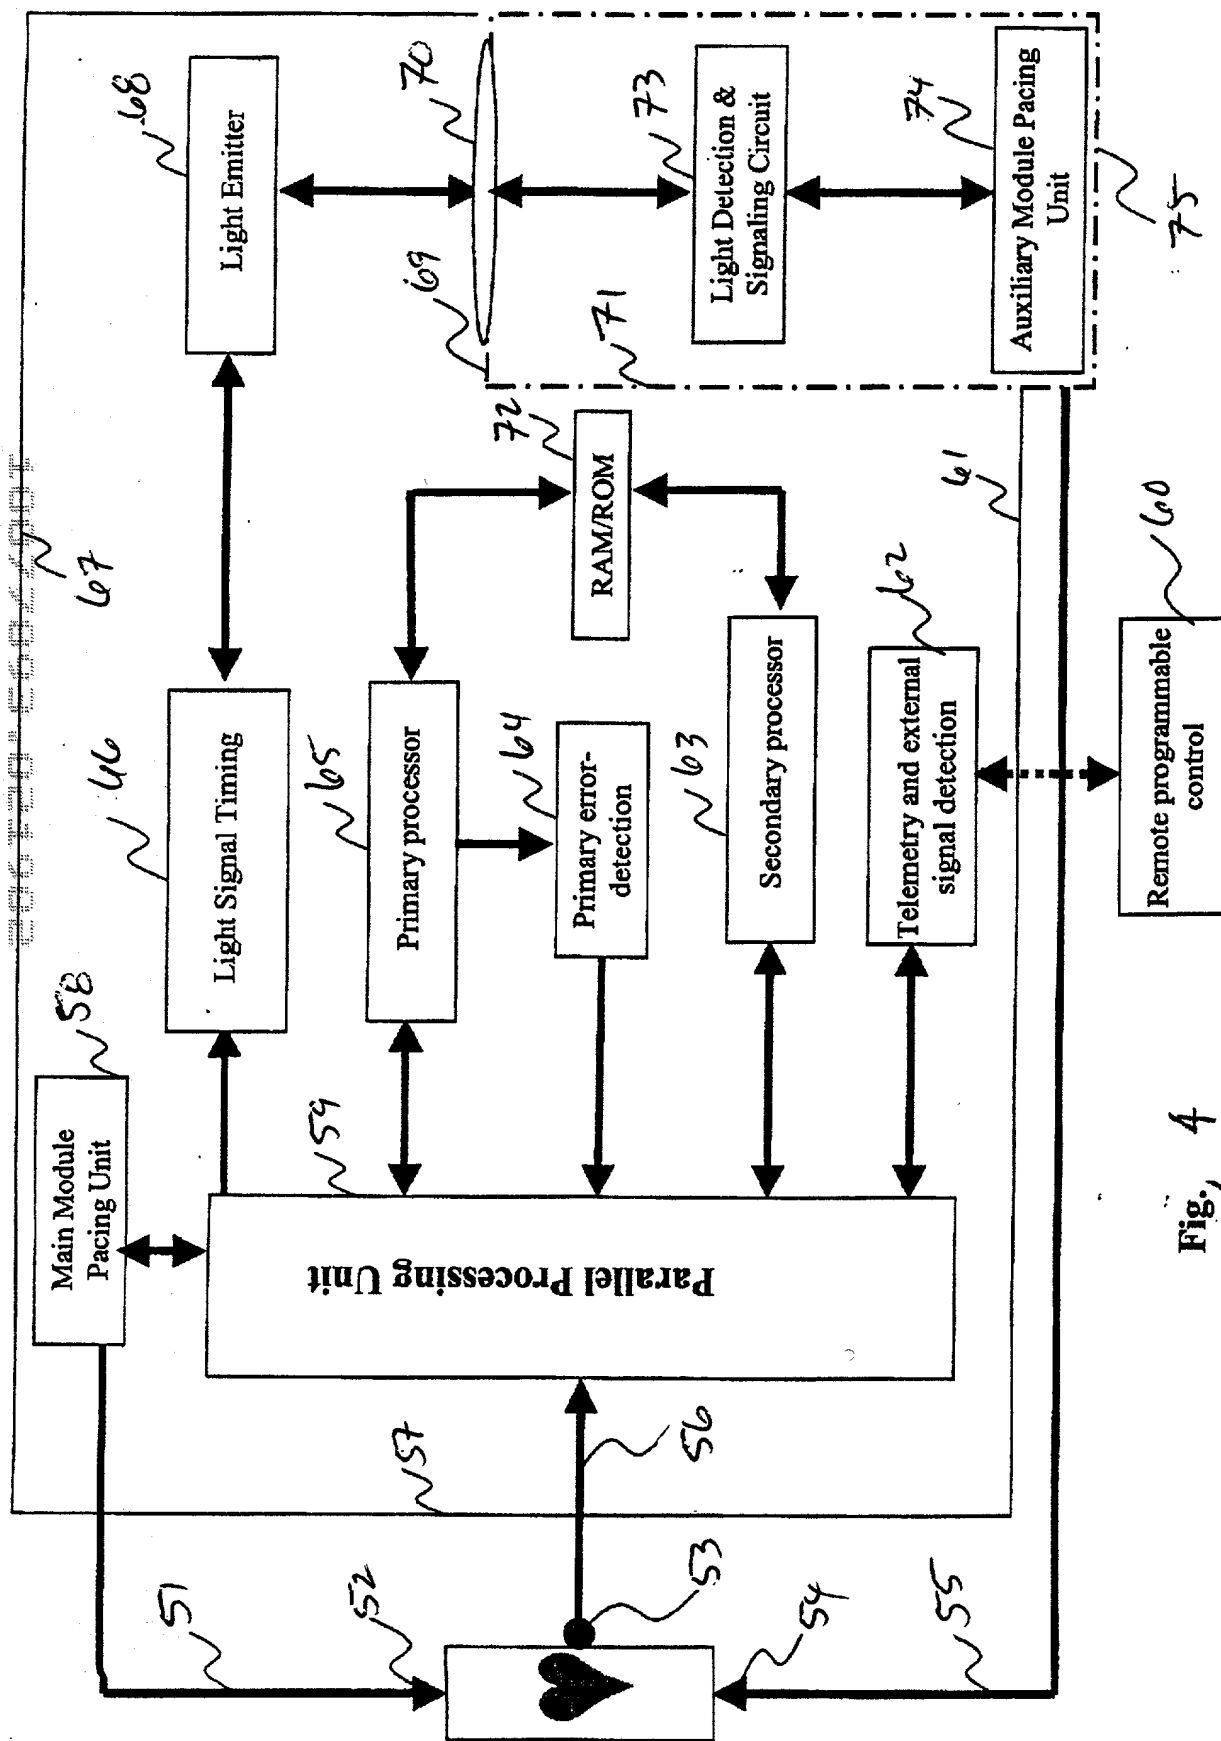 67
58
Main Module
Pacing Unit
66
Light Signal Timing
68
Light Emitter
51
57
59
Parallel Processing Unit
65
Primary processor
64
Primary error-
detection
72
RAM/ROM
69
70
71
73
Light Detection &
Signaling Circuit
74
Auxiliary Module Pacing
Unit
75
52
53
56
54
55
63
Secondary processor
62
Telemetry and external
signal detection
61
60
Remote programmable
control
Fig., 4